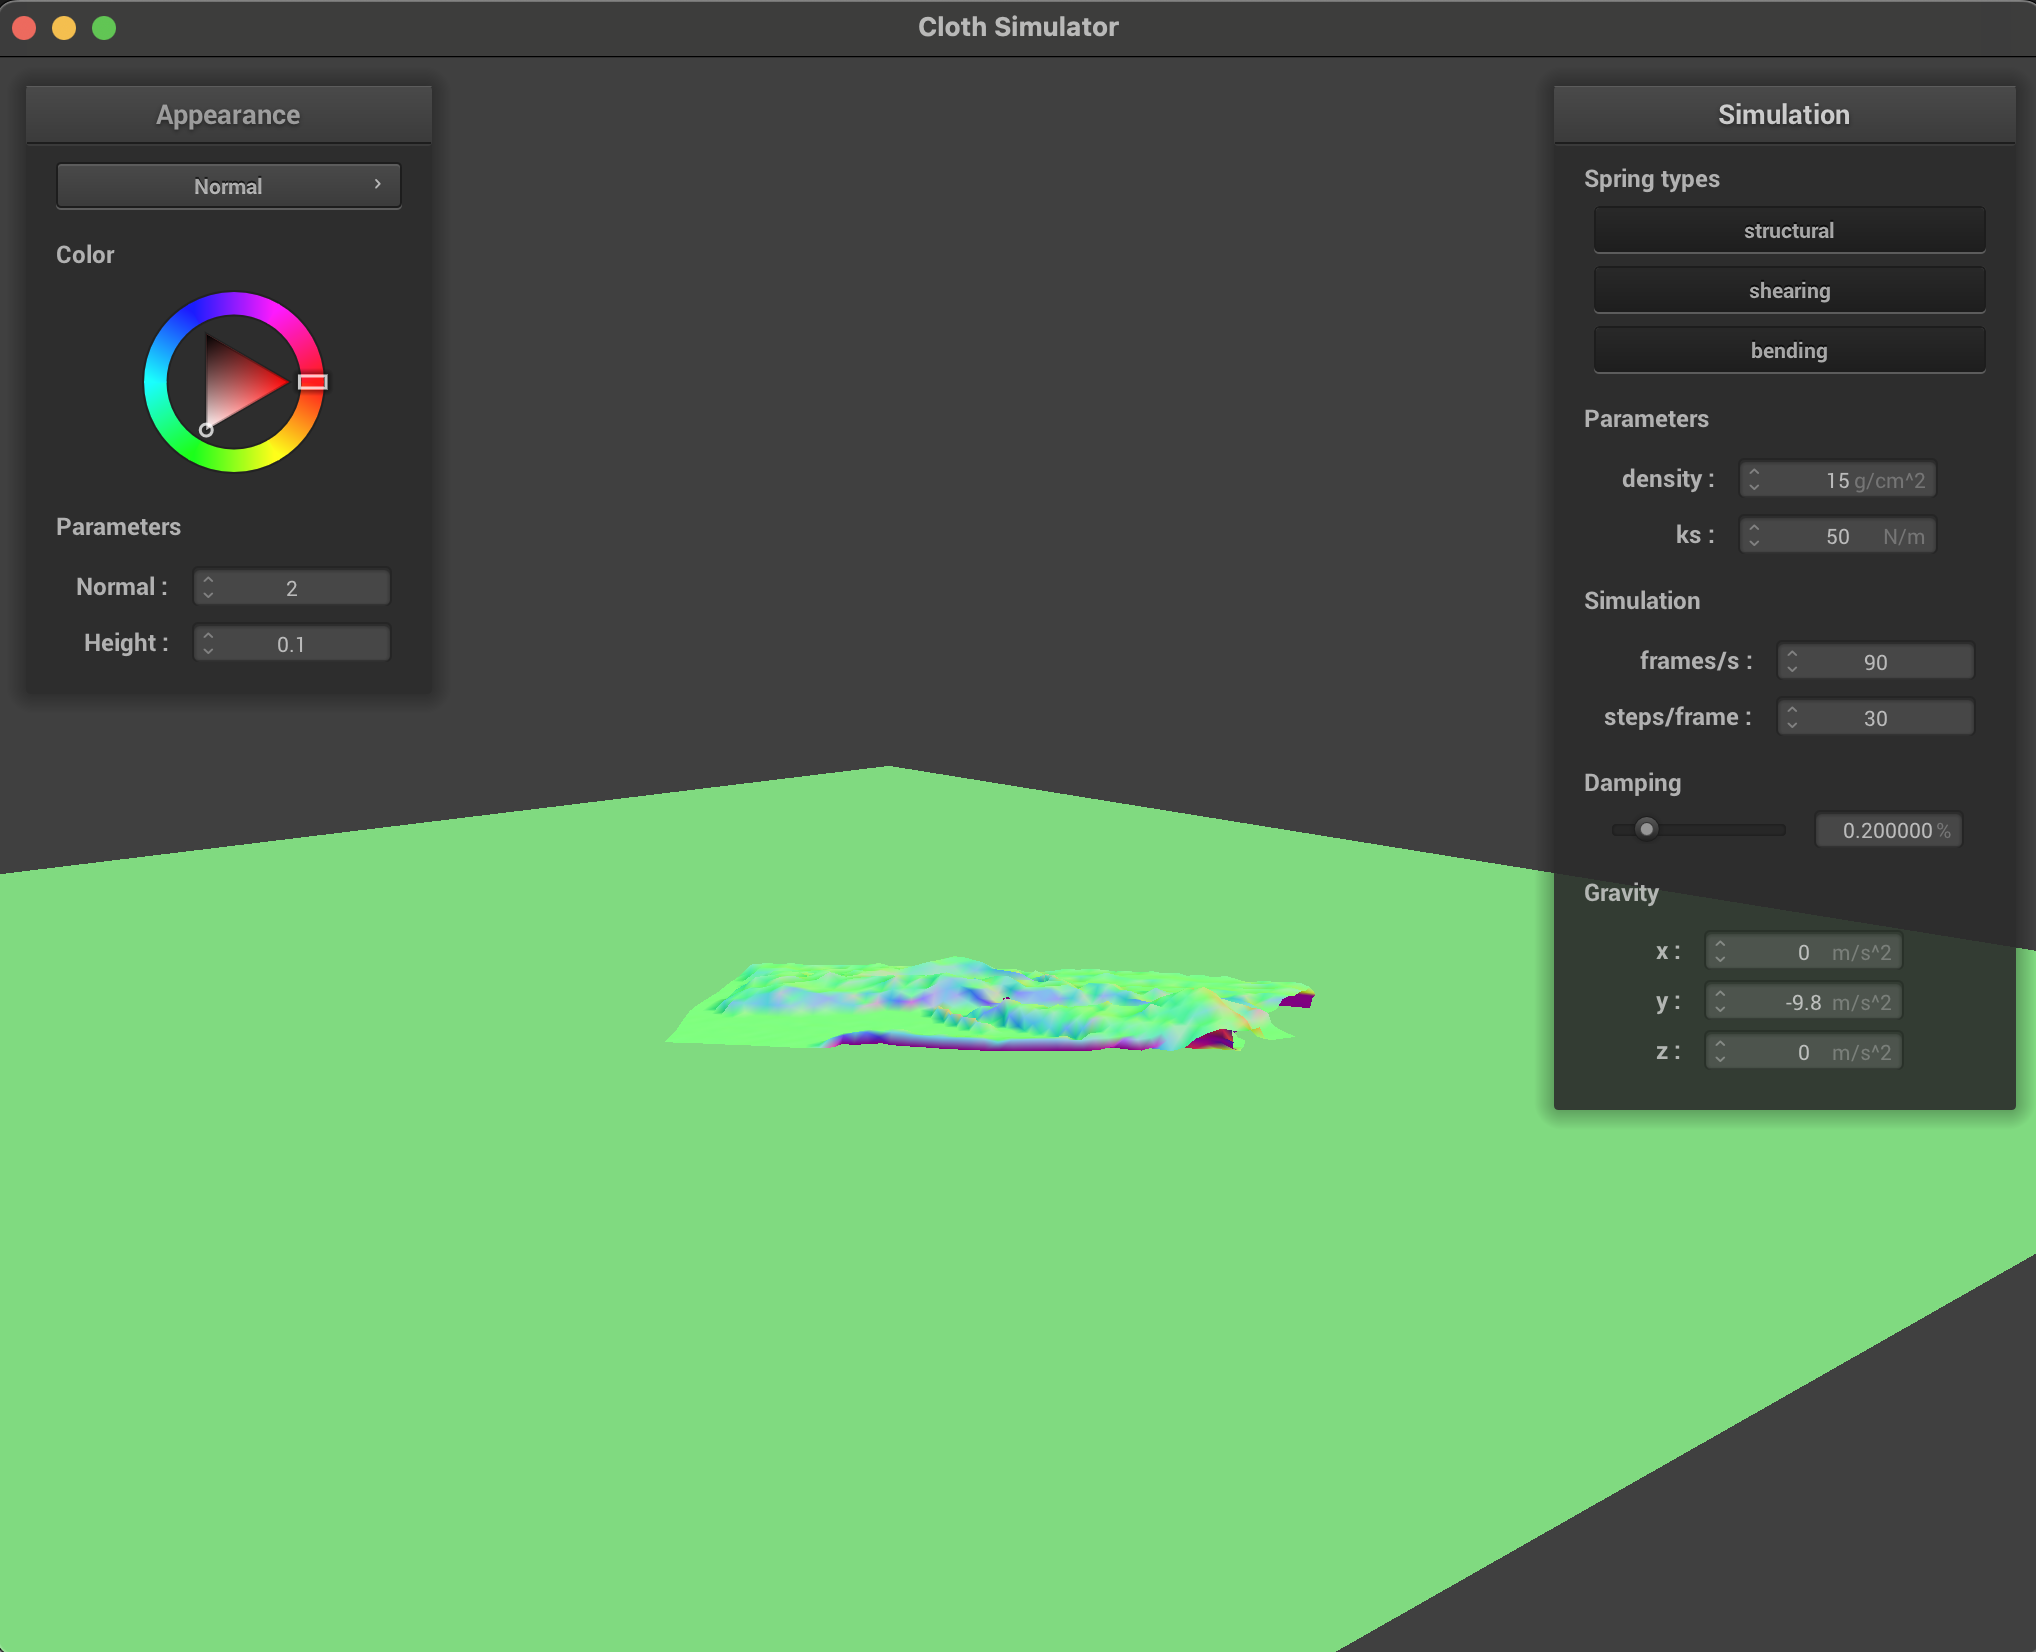 Cloth Simulator
Appearance
Normal
Color
Parameters
Normal : 2
Height : 0.1
Simulation
Spring types
structural
shearing
bending
Parameters
density : 15 g/cm^2
ks : 50 N/m
Simulation
frames/s : 90
steps/frame : 30
Damping
0.200000 %
Gravity
x : 0 m/s^2
y : -9.8 m/s^2
z : 0 m/s^2